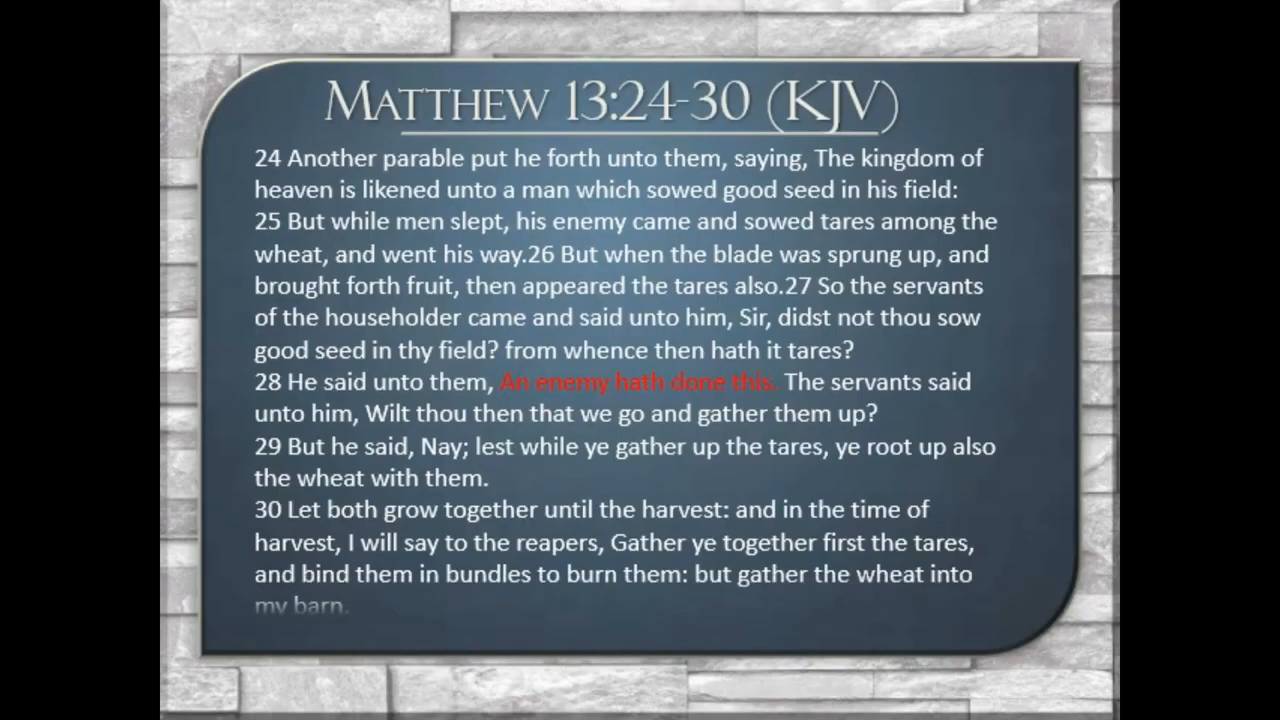 MATTHEW 13:24-30 (KJV)
24 Another parable put he forth unto them, saying, The kingdom of
heaven is likened unto a man which sowed good seed in his field:
25 But while men slept, his enemy came and sowed tares among the
wheat, and went his way.26 But when the blade was sprung up, and
brought forth fruit, then appeared the tares also.27 So the servants
of the householder came and said unto him, Sir, didst not thou sow
good seed in thy field? from whence then hath it tares?
28 He said unto them, An enemy hath done this. The servants said
unto him, Wilt thou then that we go and gather them up?
29 But he said, Nay; lest while ye gather up the tares, ye root up also
the wheat with them.
30 Let both grow together until the harvest: and in the time of
harvest, I will say to the reapers, Gather ye together first the tares,
and bind them in bundles to burn them: but gather the wheat into
my barn.